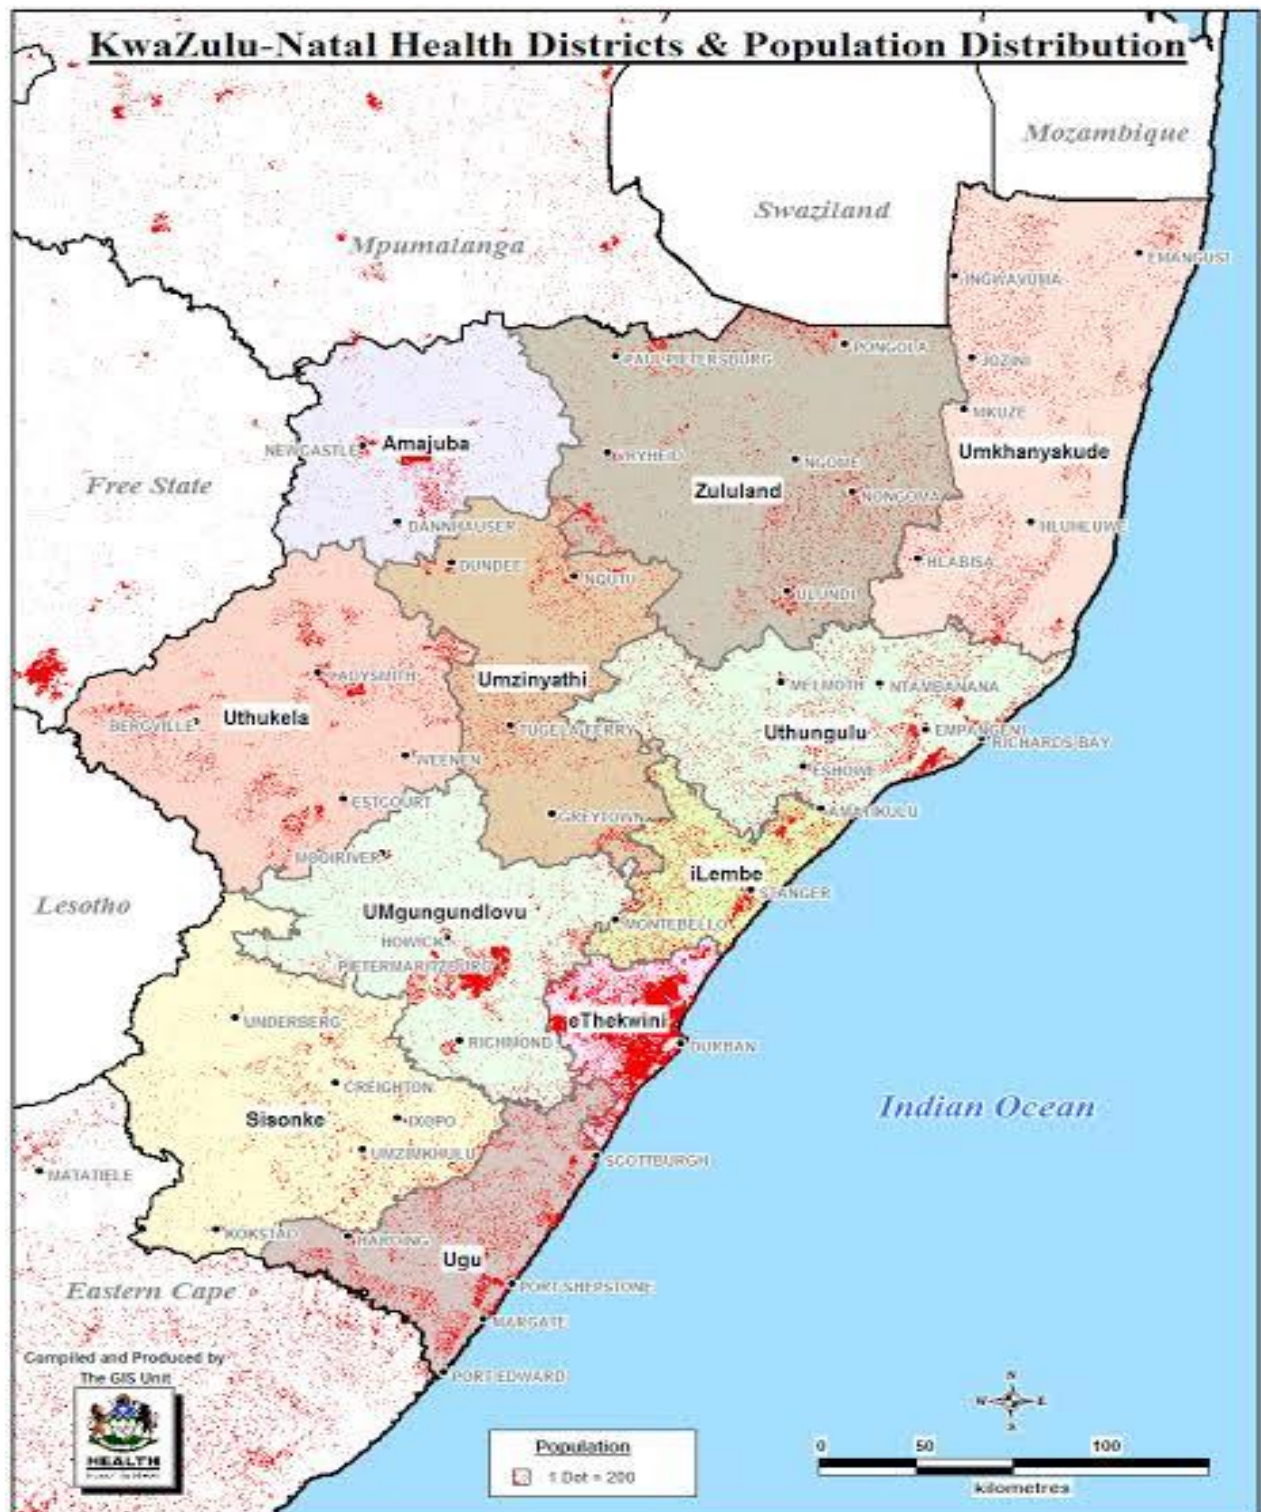 KwaZulu-Natal Health Districts & Population Distribution
Mozambique
Swaziland
Mpumalanga
EMANGUSI
INGWAVUMA
PAULPIETERSBURG
PONGOLA
JOZINI
MKUZE
NEWCASTLE
Amajuba
Umkhanyakude
RYHEID
NGOME
Free State
Zululand
NONGOMA
DANNHAUSER
HLUHLUWE
DUNDEE
NQUTU
HLABISA
ULUNDI
LADYSMITH
Umzinyathi
MELMOTH
NTAMBANANA
BERGVILLE
Uthukela
TUGELA FERRY
Uthungulu
EMPANGENI
RICHARDS BAY
WEENEN
ESHOWE
ESTCOURT
GREYTOWN
AMATIKULU
MOOIRIVER
iLembe
STANGER
Lesotho
UMgungundlovu
MONTEBELLO
HOWICK
PIETERMARITZBURG
UNDERBERG
eThekwini
RICHMOND
DURBAN
CREIGHTON
Indian Ocean
Sisonke
IXOPO
UMZIMKHULU
SCOTTBURGH
MATATIELE
KOKSTAD
HARDING
Ugu
Eastern Cape
PORT SHEPSTONE
MARGATE
Compiled and Produced by
The GIS Unit
PORT EDWARD
HEALTH
N
W E
S
Population
1 Dot = 200
0 50 100
kilometres